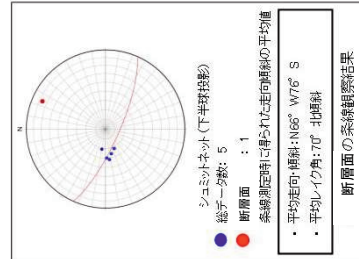 N
シュミットネット(下半球投影)
総データ数: 5
断層面 : 1
条線測定時に得られた走向傾斜の平均値
・平均走向・傾斜:N66° W76° S
・平均レイク角:70° 北傾斜
断層面の条線観察結果